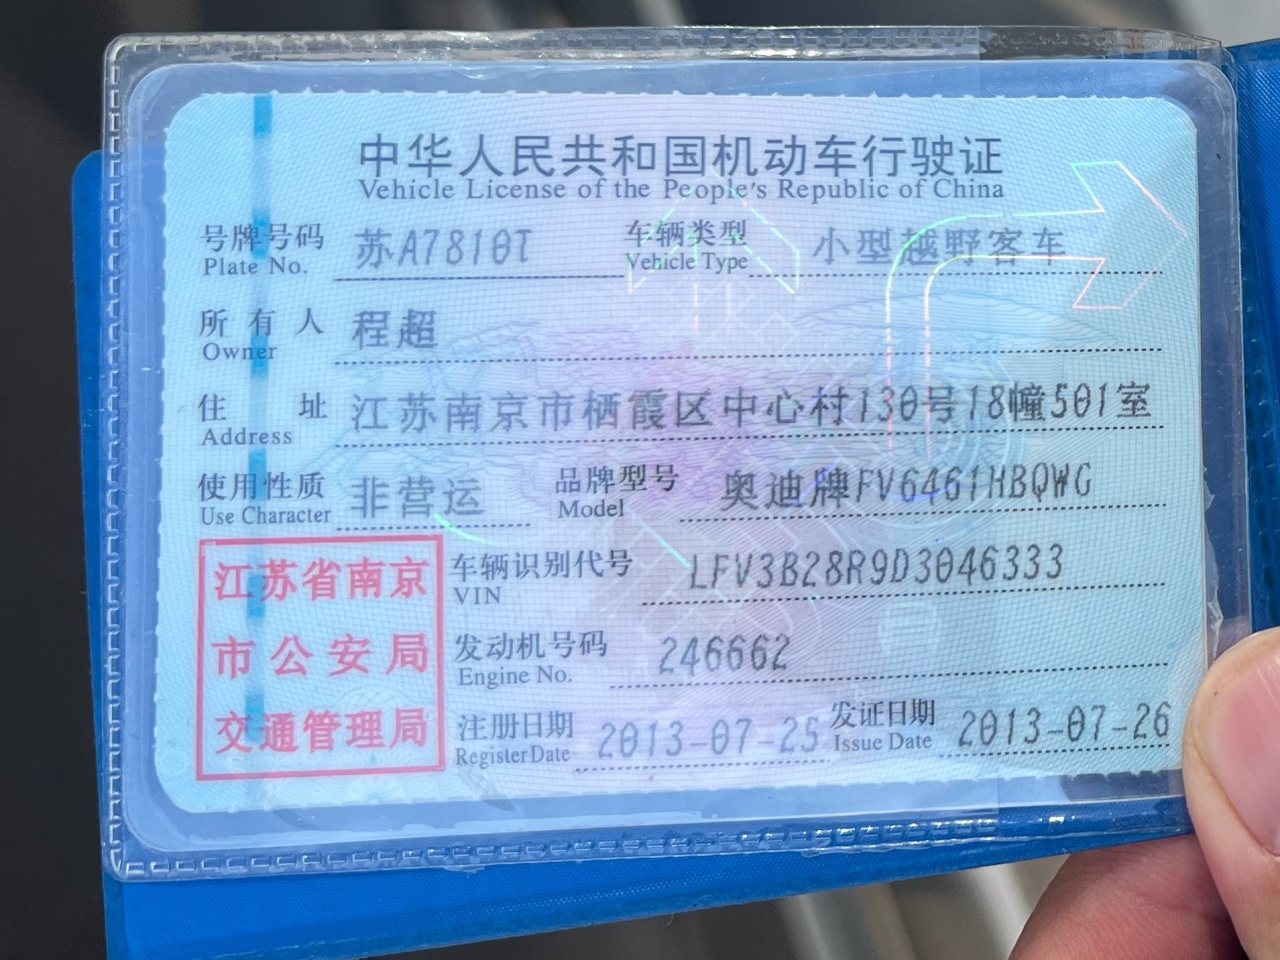 中华人民共和国机动车行驶证
Vehicle License of the People's Republic of China
号牌号码 苏A7810T 车辆类型 小型越野客车
Plate No. Vehicle Type
所有人 程超
Owner
住址 江苏南京市栖霞区中心村130号18幢501室
Address
使用性质 非营运 品牌型号 奥迪牌FV6461HBQWG
Use Character Model
江苏省南京
市公安局
交通管理局
车辆识别代号 LFV3B28R9D3046333
VIN
发动机号码 246662
Engine No.
注册日期 2013-07-25 发证日期 2013-07-26
Register Date Issue Date